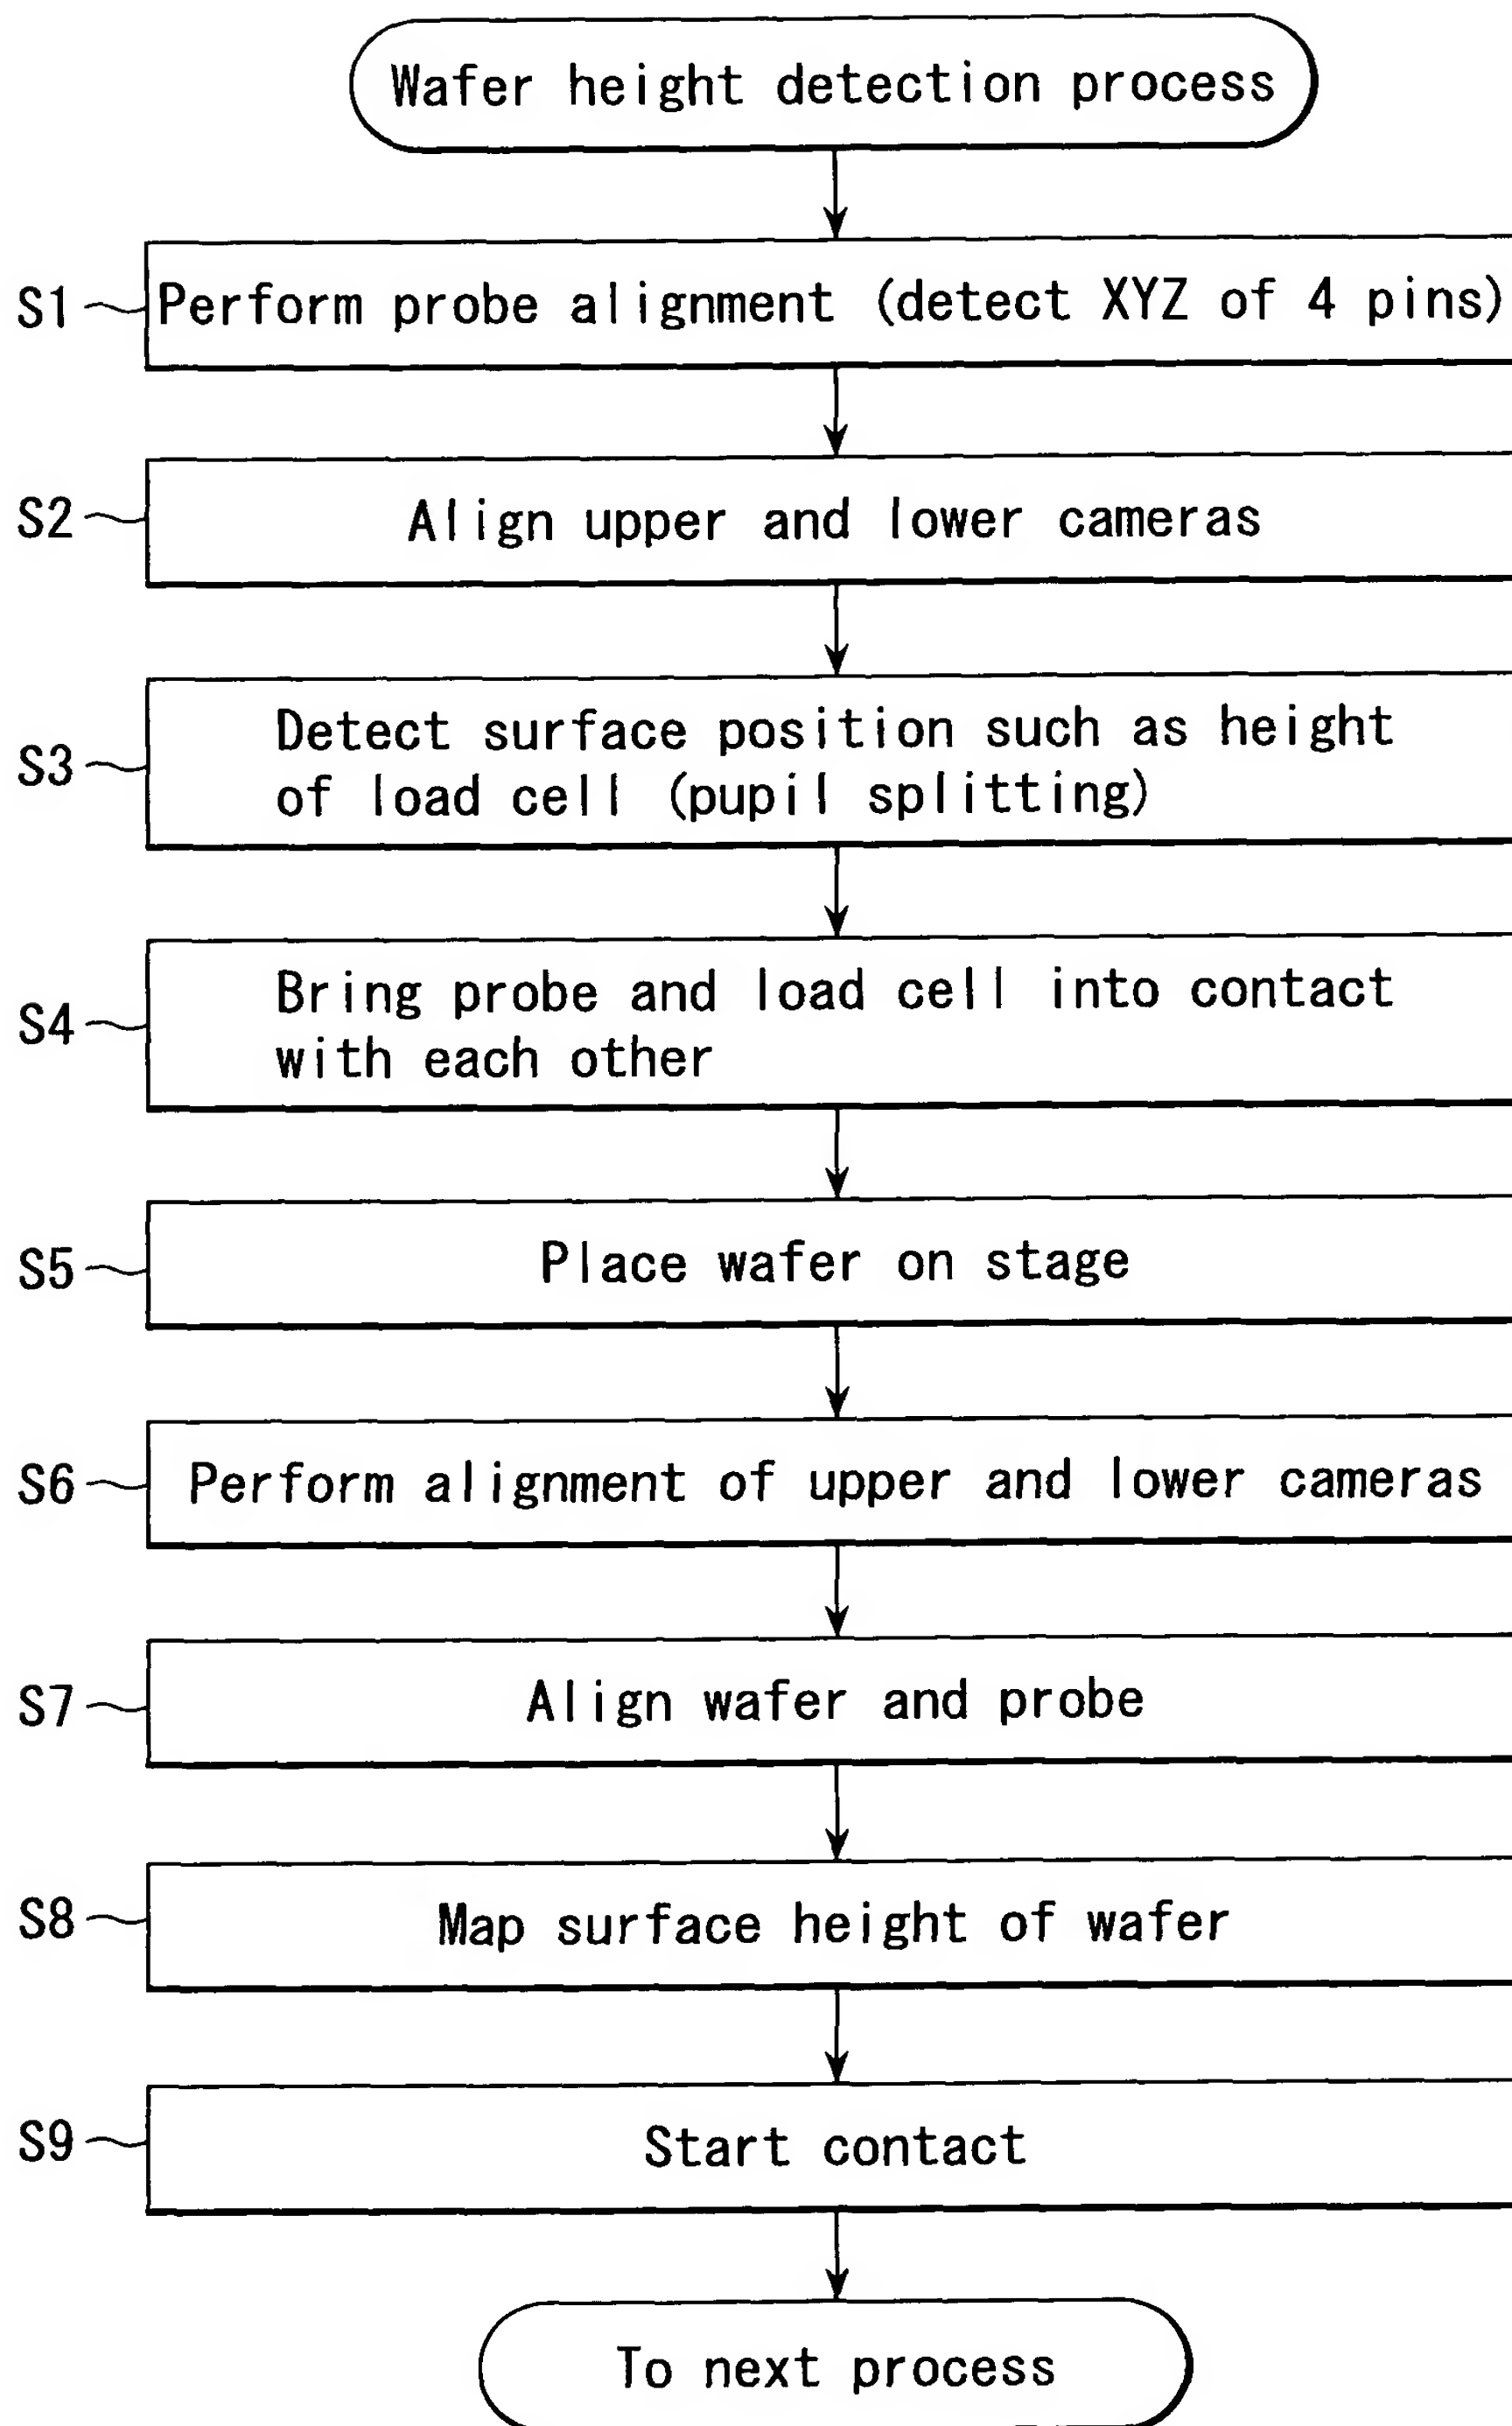 Wafer height detection process
S1 Perform probe alignment (detect XYZ of 4 pins)
S2 Align upper and lower cameras
S3 Detect surface position such as height
of load cell (pupil splitting)
S4 Bring probe and load cell into contact
with each other
S5 Place wafer on stage
S6 Perform alignment of upper and lower cameras
S7 Align wafer and probe
S8 Map surface height of wafer
S9 Start contact
To next process